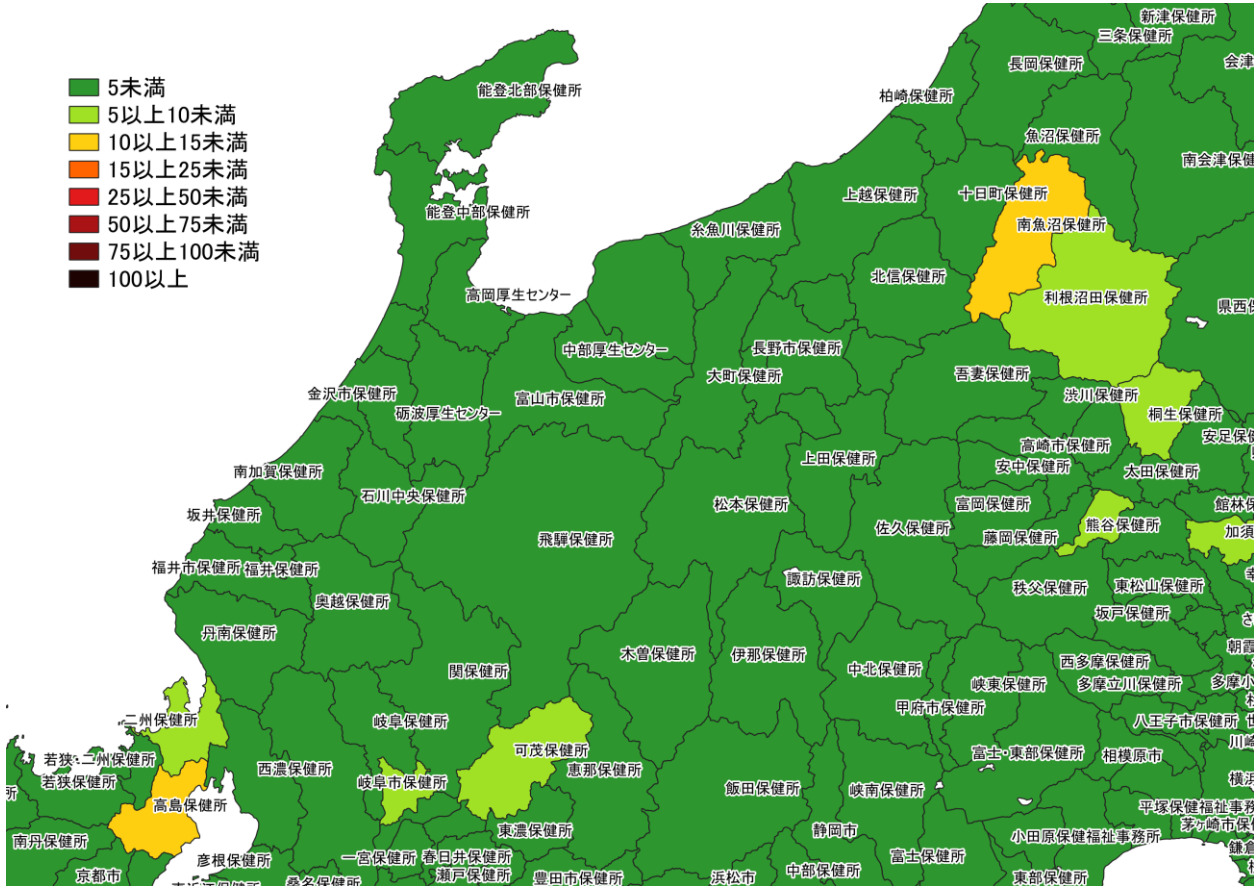 新津保健所
三条保健所
長岡保健所
会津
5未満
5以上10未満
10以上15未満
15以上25未満
25以上50未満
50以上75未満
75以上100未満
100以上
能登北部保健所
柏崎保健所
魚沼保健所
南会津保健
上越保健所
十日町保健所
能登中部保健所
南魚沼保健所
糸魚川保健所
北信保健所
高岡厚生センター
利根沼田保健所
県西保
中部厚生センター
長野市保健所
大町保健所
吾妻保健所
金沢市保健所
砺波厚生センター
富山市保健所
渋川保健所
桐生保健所
安足保健
高崎市保健所
上田保健所
安中保健所
太田保健所
南加賀保健所
石川中央保健所
松本保健所
富岡保健所
館林保
坂井保健所
佐久保健所
熊谷保健所
加須
飛騨保健所
藤岡保健所
福井市保健所
福井保健所
諏訪保健所
幸
秩父保健所
東松山保健所
奥越保健所
坂戸保健所
さ
丹南保健所
朝霞
木曽保健所
伊那保健所
中北保健所
峡東保健所
西多摩保健所
関保健所
多摩立川保健所
多摩小
甲府市保健所
二州保健所
岐阜保健所
八王子市保健所
世
川崎
可茂保健所
富士・東部保健所
相模原市
若狭・二州保健所
西濃保健所
恵那保健所
若狭保健所
岐阜市保健所
横浜
所
飯田保健所
峡南保健所
高島保健所
平塚保健福祉事務
茅ヶ崎市保健
東濃保健所
静岡市
小田原保健福祉事務所
南丹保健所
鎌倉
彦根保健所
一宮保健所
春日井保健所
富士保健所
京都市
瀬戸保健所
豊田市保健所
浜松市
中部保健所
東部保健所
桑名保健所